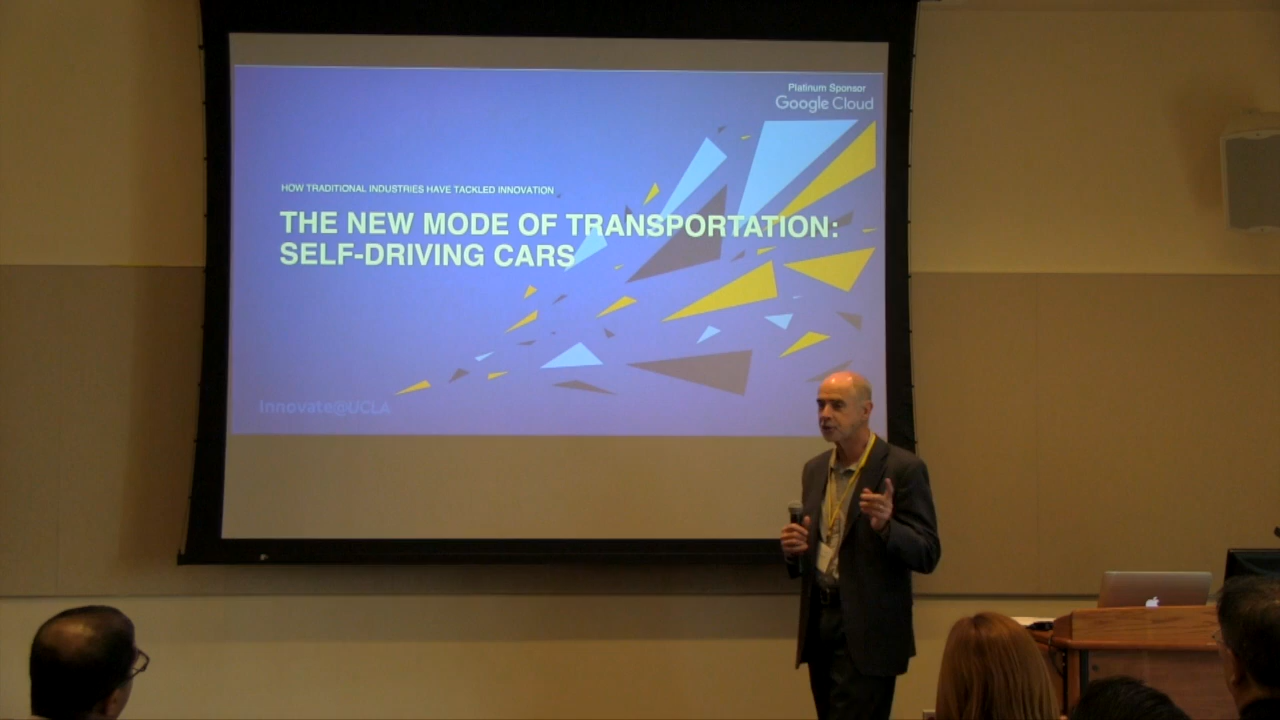 Platinum Sponsor
Google Cloud
HOW TRADITIONAL INDUSTRIES HAVE TACKLED INNOVATION
THE NEW MODE OF TRANSPORTATION:
SELF-DRIVING CARS
Innovate@UCLA